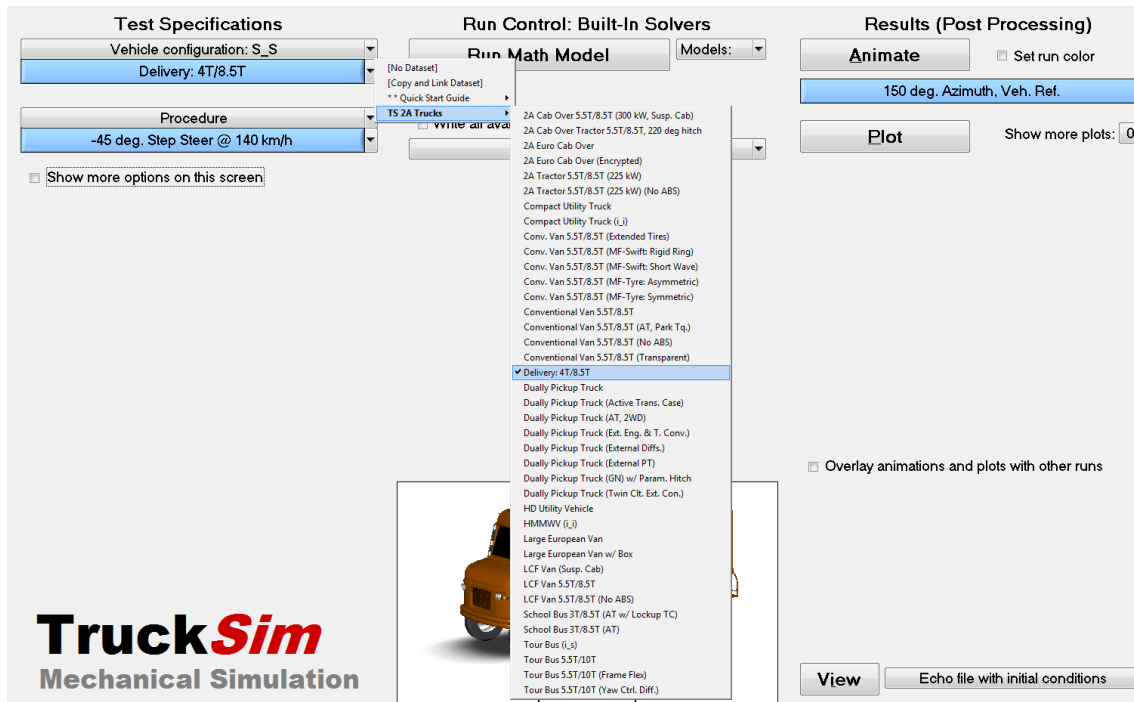 Test Specifications
Vehicle configuration: S_S
Delivery: 4T/8.5T
Procedure
-45 deg. Step Steer @ 140 km/h
Show more options on this screen
Run Control: Built-In Solvers
Run Math Model
Models:
[No Dataset]
[Copy and Link Dataset]
* * Quick Start Guide
TS 2A Trucks
2A Cab Over 5.5T/8.5T (300 kW, Susp. Cab)
2A Cab Over Tractor 5.5T/8.5T, 220 deg hitch
2A Euro Cab Over
2A Euro Cab Over (Encrypted)
2A Tractor 5.5T/8.5T (225 kW)
2A Tractor 5.5T/8.5T (225 kW) (No ABS)
Compact Utility Truck
Compact Utility Truck (i_i)
Conv. Van 5.5T/8.5T (Extended Tires)
Conv. Van 5.5T/8.5T (MF-Swift: Rigid Ring)
Conv. Van 5.5T/8.5T (MF-Swift: Short Wave)
Conv. Van 5.5T/8.5T (MF-Tyre: Asymmetric)
Conv. Van 5.5T/8.5T (MF-Tyre: Symmetric)
Conventional Van 5.5T/8.5T
Conventional Van 5.5T/8.5T (AT, Park Tq.)
Conventional Van 5.5T/8.5T (No ABS)
Conventional Van 5.5T/8.5T (Transparent)
Delivery: 4T/8.5T
Dually Pickup Truck
Dually Pickup Truck (Active Trans. Case)
Dually Pickup Truck (AT, 2WD)
Dually Pickup Truck (Ext. Eng. & T. Conv.)
Dually Pickup Truck (External Diffs.)
Dually Pickup Truck (External PT)
Dually Pickup Truck (GN) w/ Param. Hitch
Dually Pickup Truck (Twin Clt. Ext. Con.)
HD Utility Vehicle
HMMWV (i_i)
Large European Van
Large European Van w/ Box
LCF Van (Susp. Cab)
LCF Van 5.5T/8.5T
LCF Van 5.5T/8.5T (No ABS)
School Bus 3T/8.5T (AT w/ Lockup TC)
School Bus 3T/8.5T (AT)
Tour Bus (i_s)
Tour Bus 5.5T/10T
Tour Bus 5.5T/10T (Frame Flex)
Tour Bus 5.5T/10T (Yaw Ctrl. Diff.)
Results (Post Processing)
Animate
Set run color
150 deg. Azimuth, Veh. Ref.
Plot
Show more plots: 0
Overlay animations and plots with other runs
View
Echo file with initial conditions
TruckSim
Mechanical Simulation